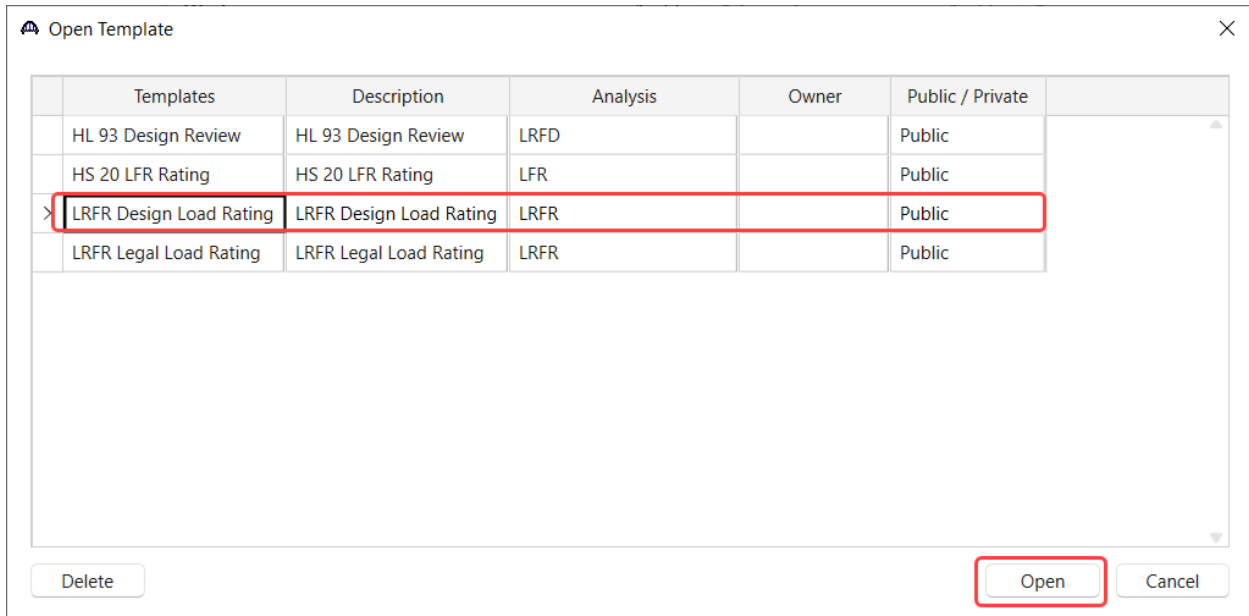 Open Template
Templates Description Analysis Owner Public / Private
HL 93 Design Review HL 93 Design Review LRFD Public
HS 20 LFR Rating HS 20 LFR Rating LFR Public
LRFR Design Load Rating LRFR Design Load Rating LRFR Public
LRFR Legal Load Rating LRFR Legal Load Rating LRFR Public
Delete Open Cancel